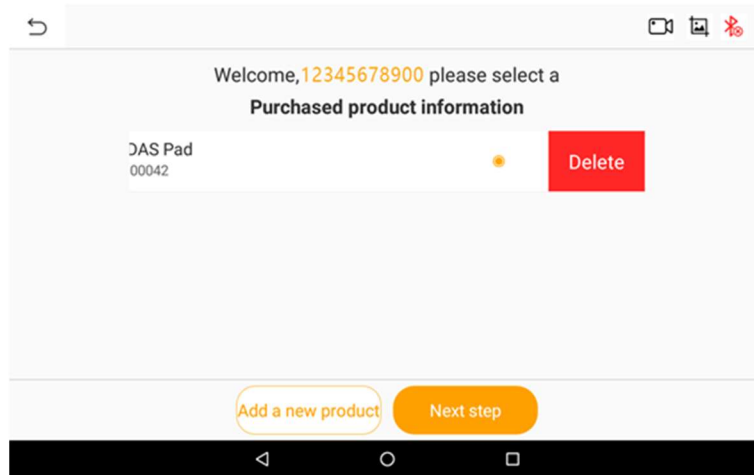 Welcome,12345678900 please select a
Purchased product information
DAS Pad
00042
Delete
Add a new product
Next step